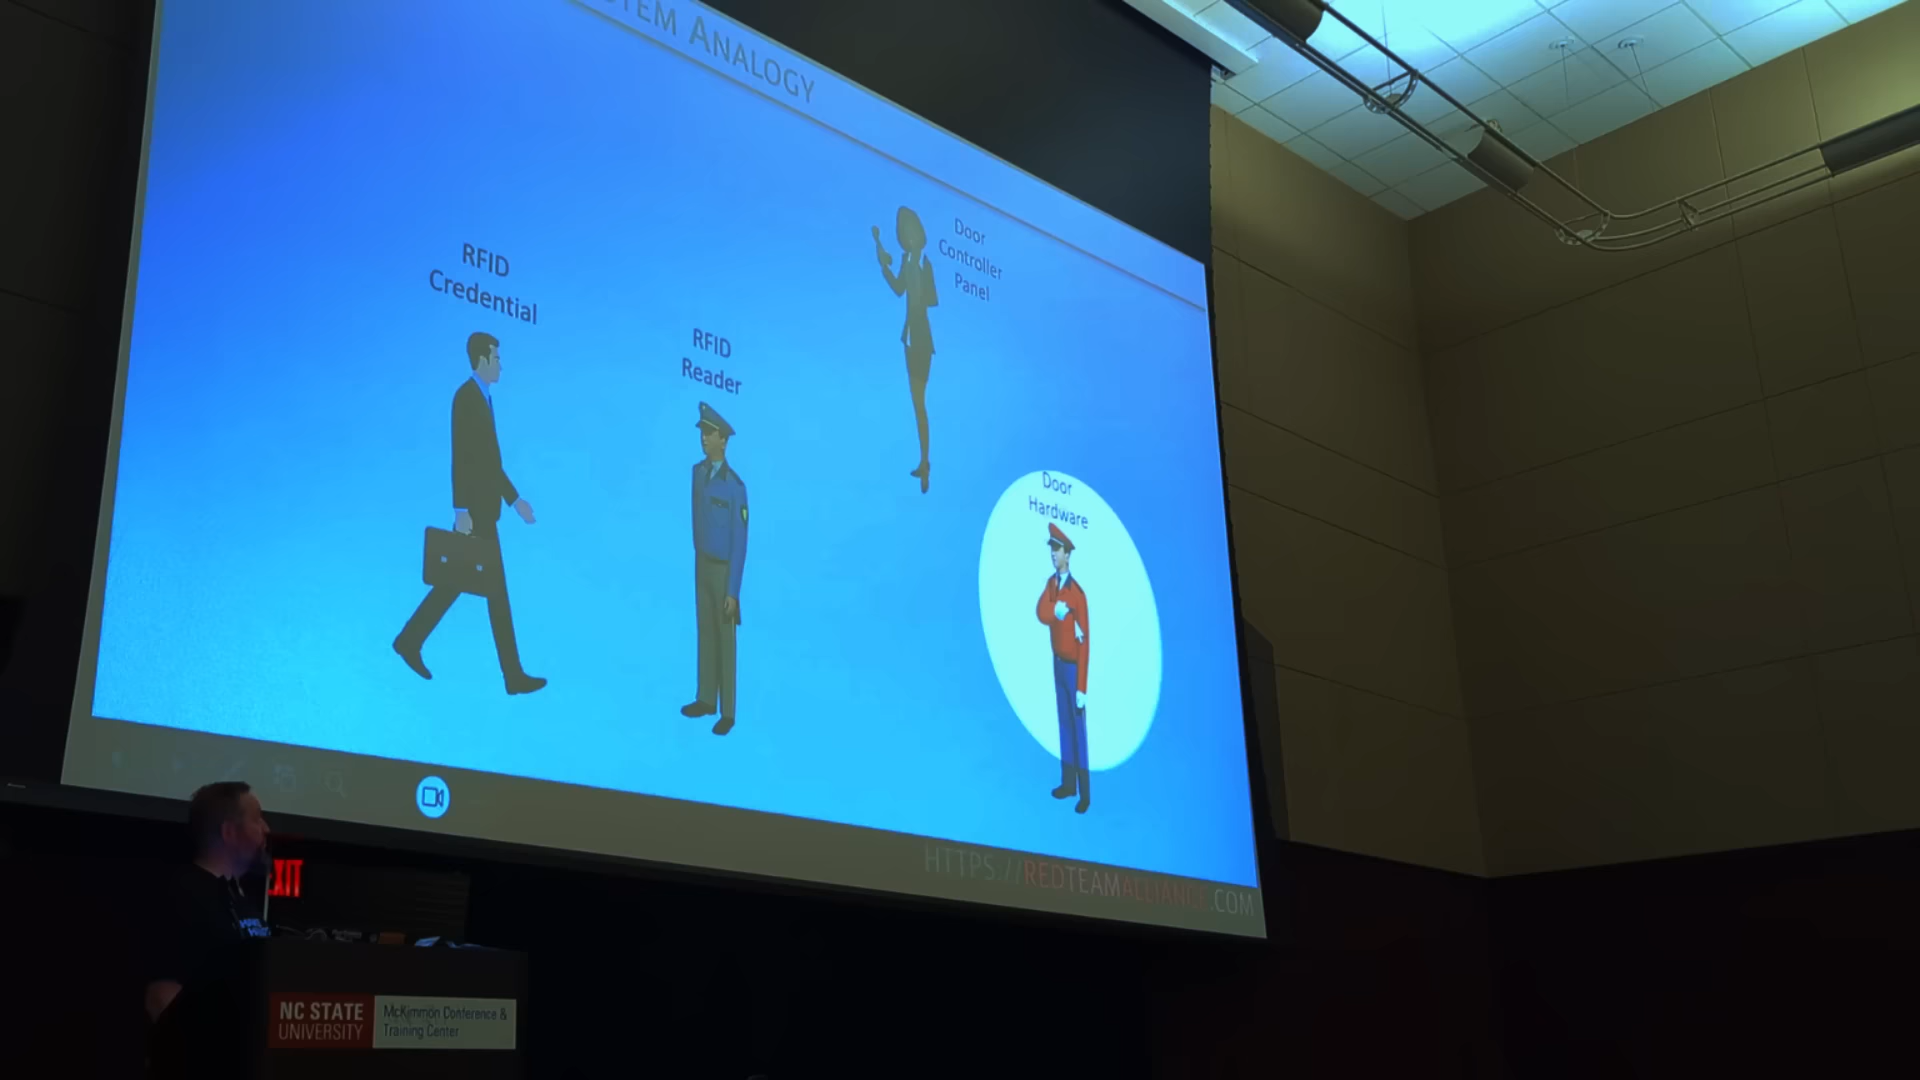 TEM ANALOGY
RFID
Credential
RFID
Reader
Door
Controller
Panel
Door
Hardware
HTTPS://REDTEAMALLIANCE.COM
EXIT
NC STATE
UNIVERSITY
McKimmon Conference &
Training Center